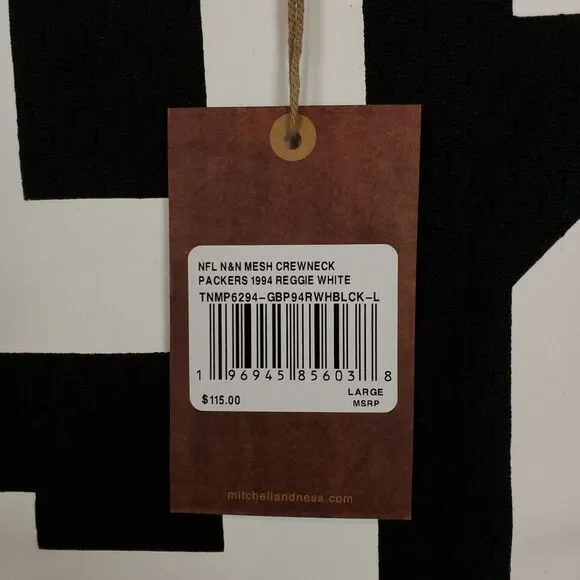 NFL N&N MESH CREWNECK
PACKERS 1994 REGGIE WHITE
TNMP6294-GBP94RWHBLCK-L
1 96945 85603 8
$115.00 LARGE
MSRP
mitchellandness.com